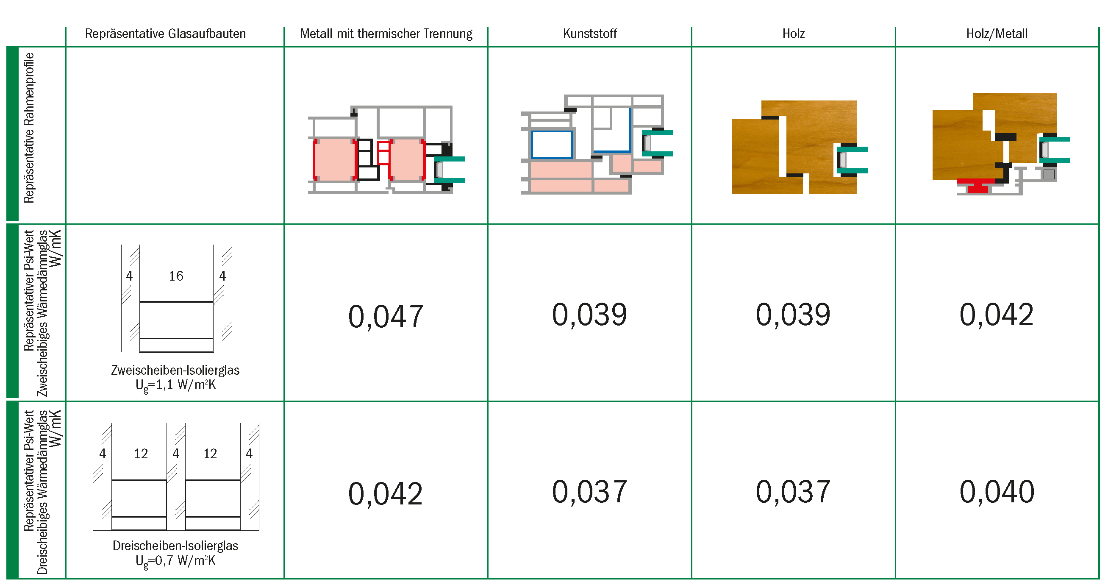 Repräsentative Glasaufbauten
Metall mit thermischer Trennung
Kunststoff
Holz
Holz/Metall
Repräsentative Rahmenprofile
Repräsentativer Psi-Wert
Zweischeibiges Wärmedämmglas
W/mK
4 16 4
Zweischeiben-Isolierglas
Ug=1,1 W/m²K
0,047
0,039
0,039
0,042
Repräsentativer Psi-Wert
Dreischeibiges Wärmedämmglas
W/mK
4 12 4 12 4
Dreischeiben-Isolierglas
Ug=0,7 W/m²K
0,042
0,037
0,037
0,040